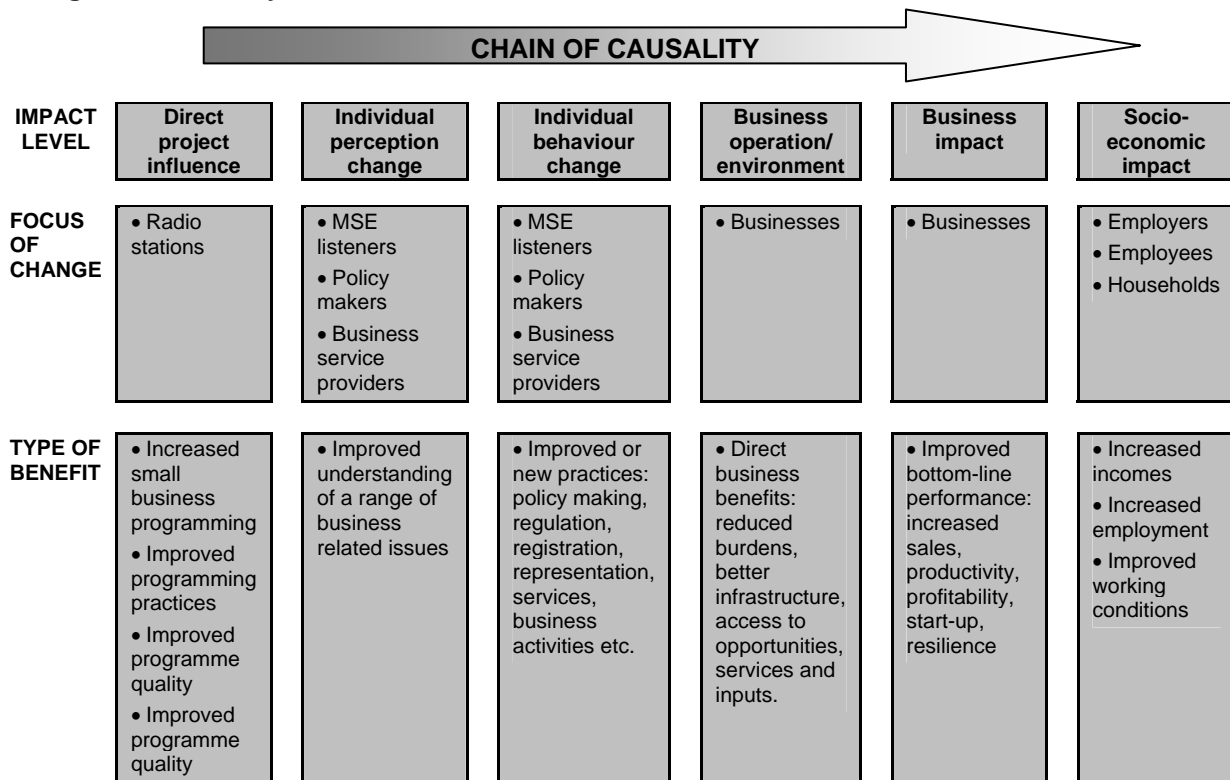 CHAIN OF CAUSALITY
IMPACT
LEVEL
Direct
project
influence
Individual
perception
change
Individual
behaviour
change
Business
operation/
environment
Business
impact
Socio-
economic
impact
FOCUS
OF
CHANGE
• Radio
stations
• MSE
listeners
• Policy
makers
• Business
service
providers
• MSE
listeners
• Policy
makers
• Business
service
providers
• Businesses
• Businesses
• Employers
• Employees
• Households
TYPE OF
BENEFIT
• Increased
small
business
programming
• Improved
programming
practices
• Improved
programme
quality
• Improved
programme
quality
• Improved
understanding
of a range of
business
related issues
• Improved or
new practices:
policy making,
regulation,
registration,
representation,
services,
business
activities etc.
• Direct
business
benefits:
reduced
burdens,
better
infrastructure,
access to
opportunities,
services and
inputs.
• Improved
bottom-line
performance:
increased
sales,
productivity,
profitability,
start-up,
resilience
• Increased
incomes
• Increased
employment
• Improved
working
conditions